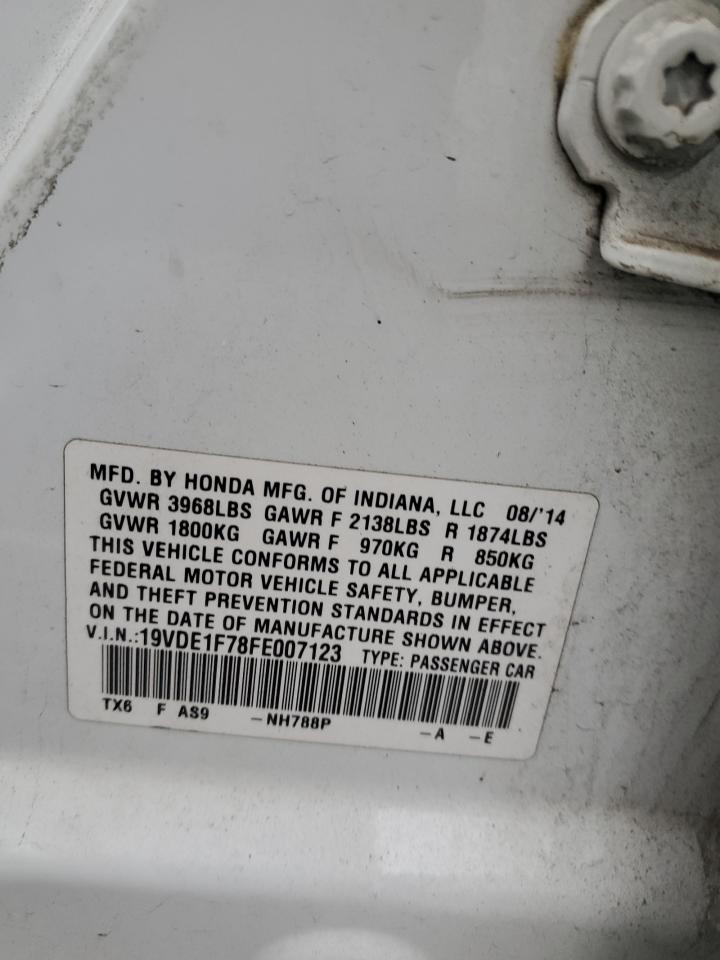 MFD. BY HONDA MFG. OF INDIANA, LLC 08/'14
GVWR 3968LBS GAWR F 2138LBS R 1874LBS
GVWR 1800KG GAWR F 970KG R 850KG
THIS VEHICLE CONFORMS TO ALL APPLICABLE
FEDERAL MOTOR VEHICLE SAFETY, BUMPER,
AND THEFT PREVENTION STANDARDS IN EFFECT
ON THE DATE OF MANUFACTURE SHOWN ABOVE.
V.I.N.:19VDE1F78FE007123 TYPE: PASSENGER CAR
TX6 F AS9 -NH788P -A -E